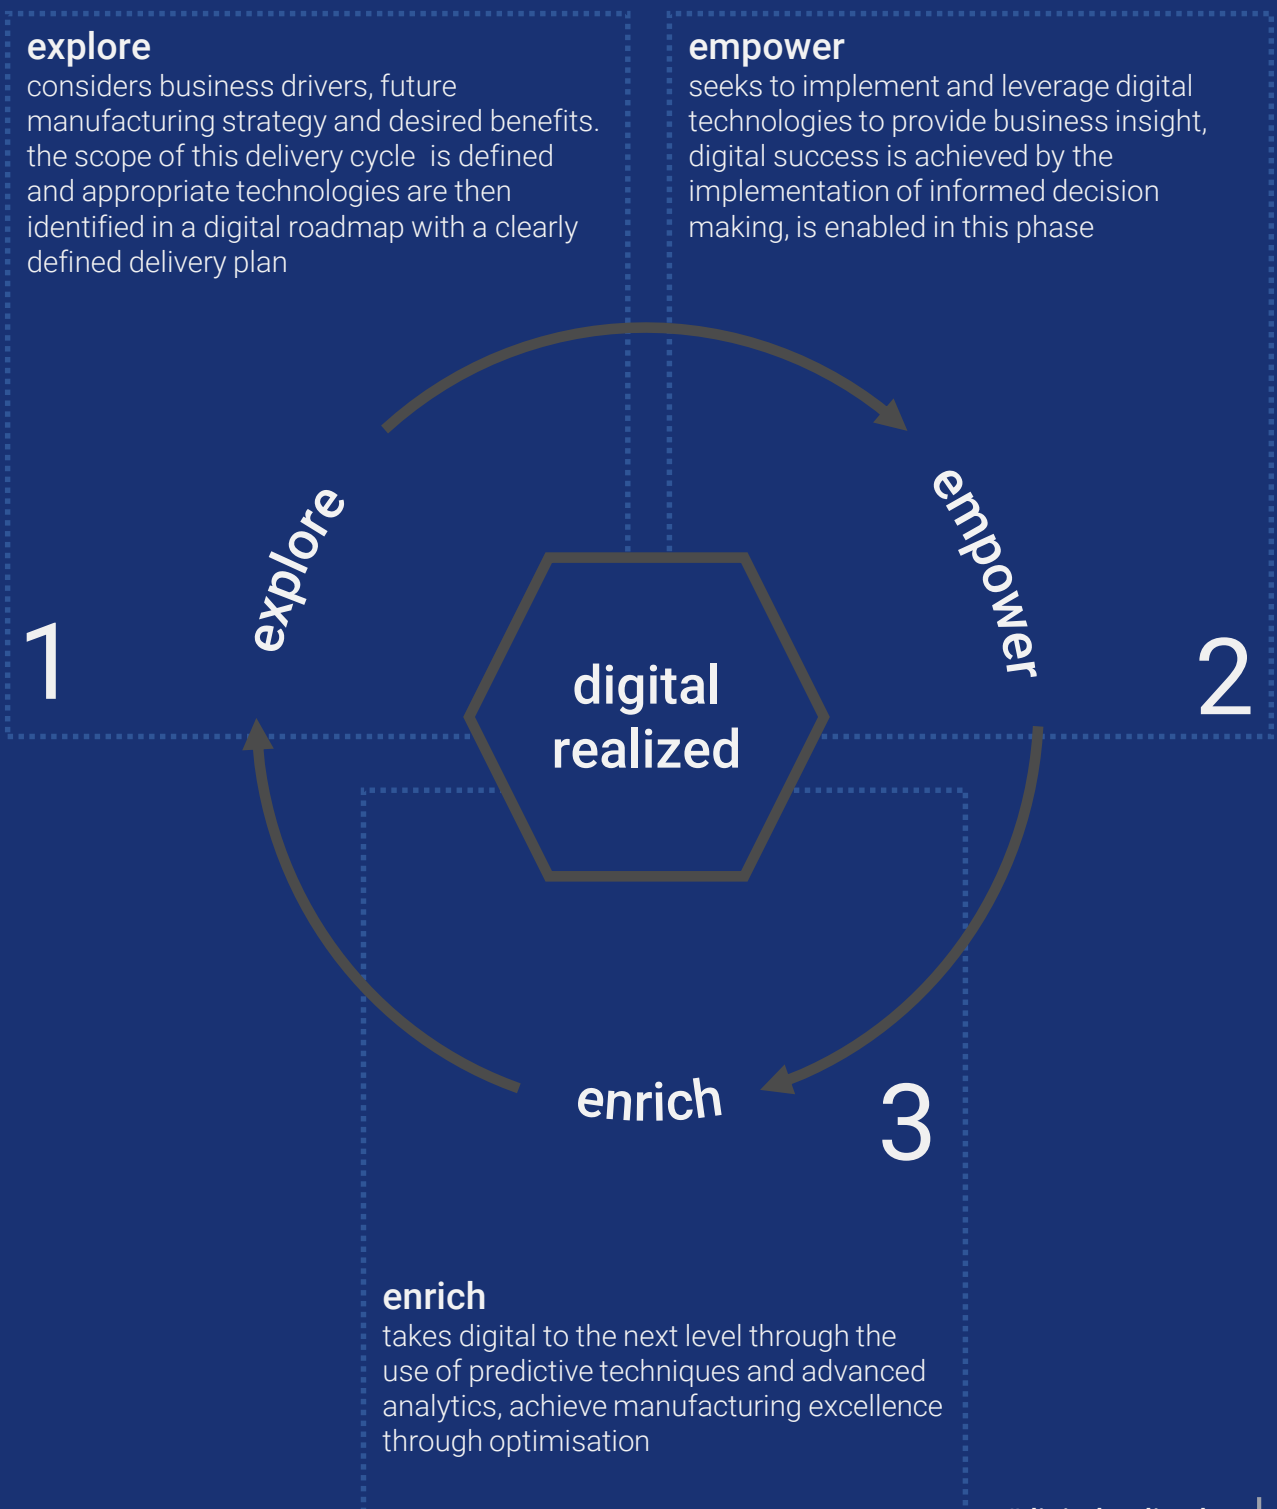 explore
considers business drivers, future
manufacturing strategy and desired benefits.
the scope of this delivery cycle  is defined
and appropriate technologies are then
identified in a digital roadmap with a clearly
defined delivery plan
empower
seeks to implement and leverage digital
technologies to provide business insight,
digital success is achieved by the
implementation of informed decision
making, is enabled in this phase
explore
empower
1
2
digital
realized
enrich
3
enrich
takes digital to the next level through the
use of predictive techniques and advanced
analytics, achieve manufacturing excellence
through optimisation